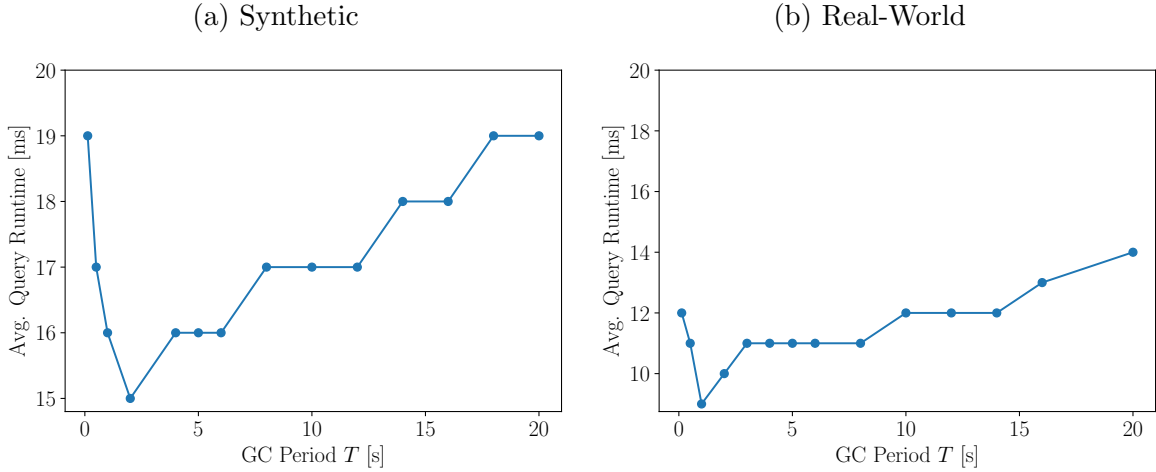 (a) Synthetic
20
19
18
17
16
15
Avg. Query Runtime [ms]
0 5 10 15 20
GC Period T [s]
(b) Real-World
20
18
16
14
12
10
Avg. Query Runtime [ms]
0 5 10 15 20
GC Period T [s]